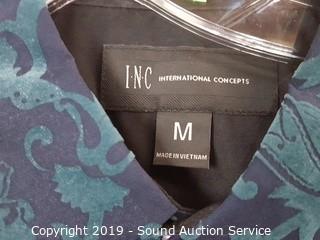 I·N·C INTERNATIONAL CONCEPTS
M
MADE IN VIETNAM
Copyright 2019 - Sound Auction Service